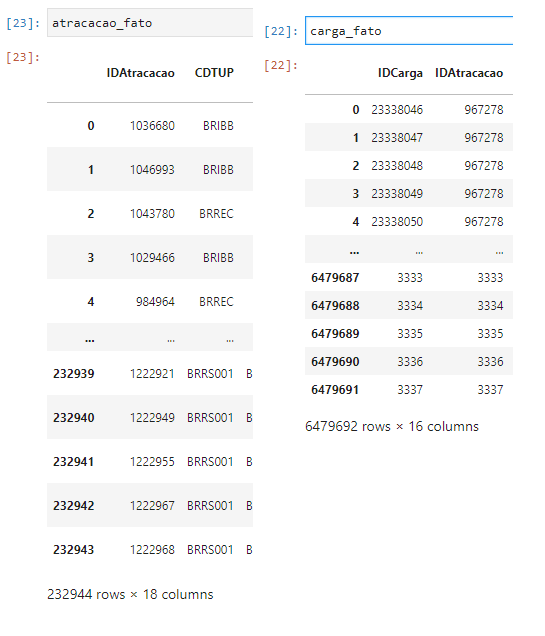 [23]: atracacao_fato
[23]:
IDAtracacao CDTUP
0 1036680 BRIBB
1 1046993 BRIBB
2 1043780 BRREC
3 1029466 BRIBB
4 984964 BRREC
... ... ...
232939 1222921 BRRS001 B
232940 1222949 BRRS001 B
232941 1222955 BRRS001 B
232942 1222967 BRRS001 B
232943 1222968 BRRS001 B
232944 rows × 18 columns
[22]: carga_fato
[22]:
IDCarga IDAtracacao
0 23338046 967278
1 23338047 967278
2 23338048 967278
3 23338049 967278
4 23338050 967278
... ... ...
6479687 3333 3333
6479688 3334 3334
6479689 3335 3335
6479690 3336 3336
6479691 3337 3337
6479692 rows × 16 columns